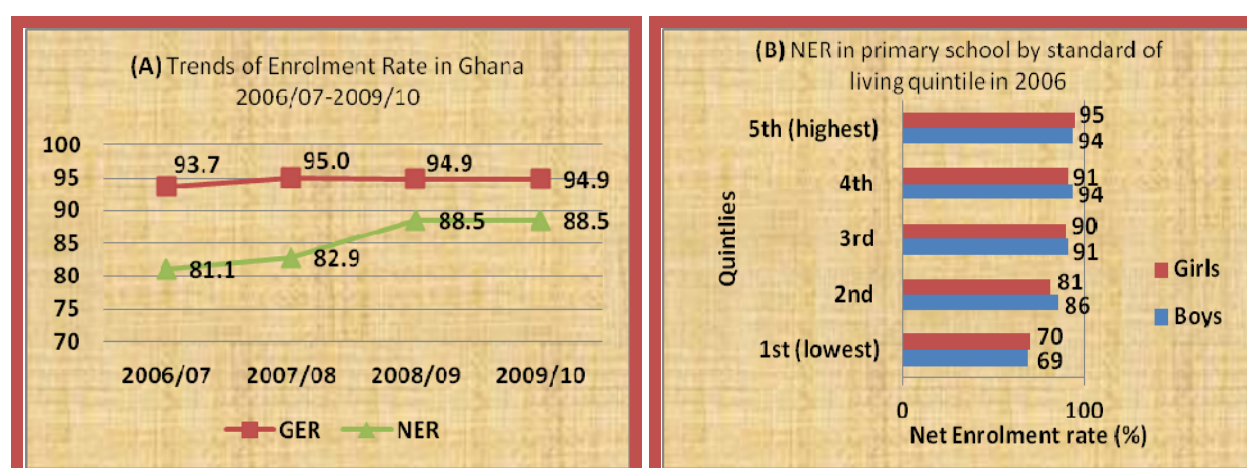 (A) Trends of Enrolment Rate in Ghana
2006/07-2009/10
100
95
90
85
80
75
70
93.7
95.0
94.9
94.9
81.1
82.9
88.5
88.5
2006/07 2007/08 2008/09 2009/10
GER NER
(B) NER in primary school by standard of
living quintile in 2006
Quintlies
5th (highest)
95
94
4th
91
94
3rd
90
91
2nd
81
86
1st (lowest)
70
69
0 100
Net Enrolment rate (%)
Girls
Boys